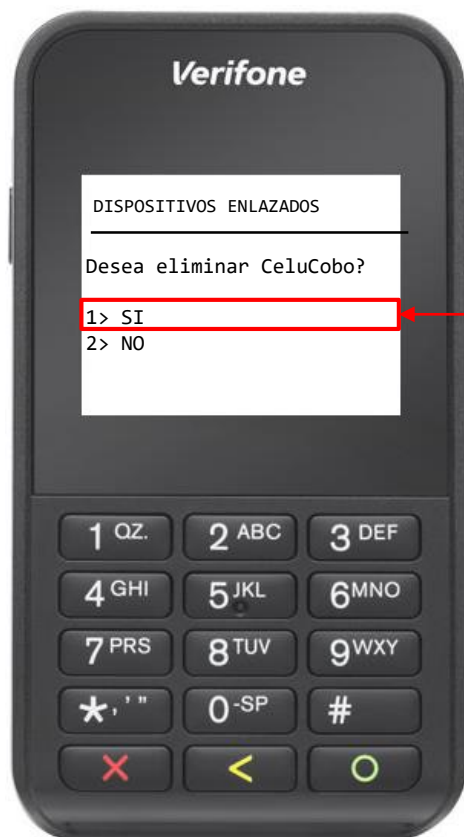 Verifone
DISPOSITIVOS ENLAZADOS
Desea eliminar CeluCobo?
1> SI
2> NO
1 QZ. 2 ABC 3 DEF
4 GHI 5 JKL 6 MNO
7 PRS 8 TUV 9 WXY
*,'" 0 -SP #